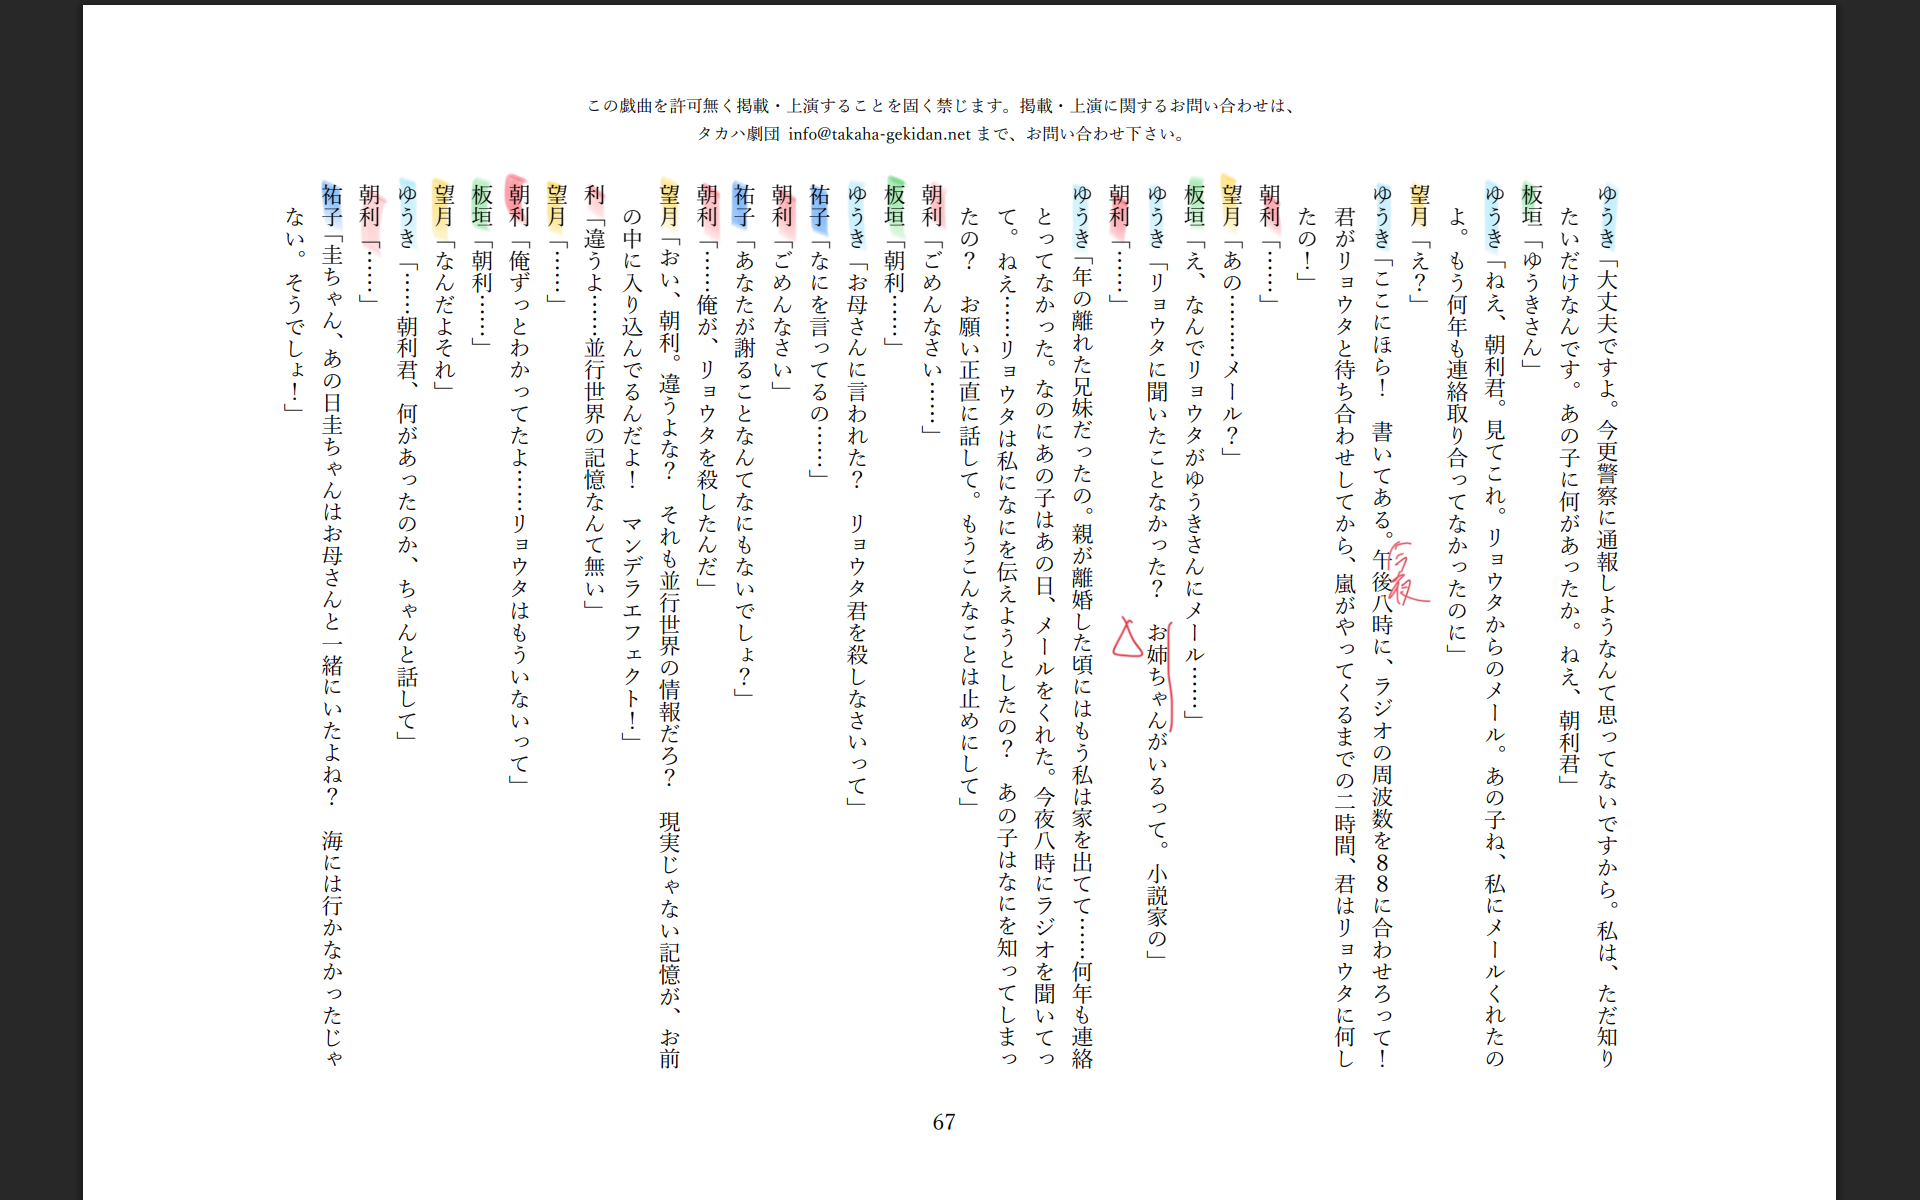 この戯曲を許可無く掲載・上演することを固く禁じます。掲載・上演に関するお問い合わせは、
タカハ劇団 info@takaha-gekidan.net まで、お問い合わせ下さい。
ゆうき「大丈夫ですよ。今更警察に通報しようなんて思ってないですから。私は、ただ知り
たいだけなんです。あの子に何があったか。ねえ、朝利君」
板垣「ゆうきさん」
ゆうき「ねえ、朝利君。見てこれ。リョウタからのメール。あの子ね、私にメールくれたの
よ。もう何年も連絡取り合ってなかったのに」
望月「え？」
ゆうき「ここにほら！　書いてある。午後八時に、ラジオの周波数を８８に合わせろって！
今夜
君がリョウタと待ち合わせしてから、嵐がやってくるまでの二時間、君はリョウタに何し
たの！」
朝利「……」
望月「あの………メール？」
板垣「え、なんでリョウタがゆうきさんにメール……」
ゆうき「リョウタに聞いたことなかった？　お姉ちゃんがいるって。小説家の」
朝利「……」
ゆうき「年の離れた兄妹だったの。親が離婚した頃にはもう私は家を出てて……何年も連絡
とってなかった。なのにあの子はあの日、メールをくれた。今夜八時にラジオを聞いてっ
て。ねえ……リョウタは私になにを伝えようとしたの？　あの子はなにを知ってしまっ
たの？　お願い正直に話して。もうこんなことは止めにして」
朝利「ごめんなさい……」
板垣「朝利……」
ゆうき「お母さんに言われた？　リョウタ君を殺しなさいって」
祐子「なにを言ってるの……」
朝利「ごめんなさい」
祐子「あなたが謝ることなんてなにもないでしょ？」
朝利「……俺が、リョウタを殺したんだ」
望月「おい、朝利。違うよな？　それも並行世界の情報だろ？　現実じゃない記憶が、お前
の中に入り込んでるんだよ！　マンデラエフェクト！」
利「違うよ……並行世界の記憶なんて無い」
望月「……」
朝利「俺ずっとわかってたよ……リョウタはもういないって」
板垣「朝利……」
望月「なんだよそれ」
ゆうき「……朝利君、何があったのか、ちゃんと話して」
朝利「……」
祐子「圭ちゃん、あの日圭ちゃんはお母さんと一緒にいたよね？　海には行かなかったじゃ
ない。そうでしょ！」
67